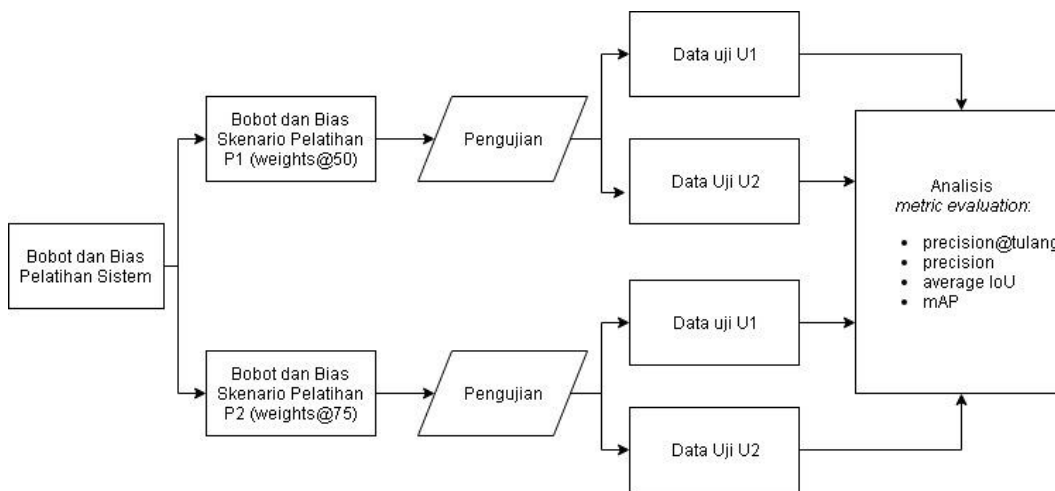 Bobot dan Bias
Pelatihan Sistem
Bobot dan Bias
Skenario Pelatihan
P1 (weights@50)
Pengujian
Data uji U1
Data Uji U2
Bobot dan Bias
Skenario Pelatihan
P2 (weights@75)
Pengujian
Data uji U1
Data Uji U2
Analisis
metric evaluation:
• precision@tulang
• precision
• average IoU
• mAP